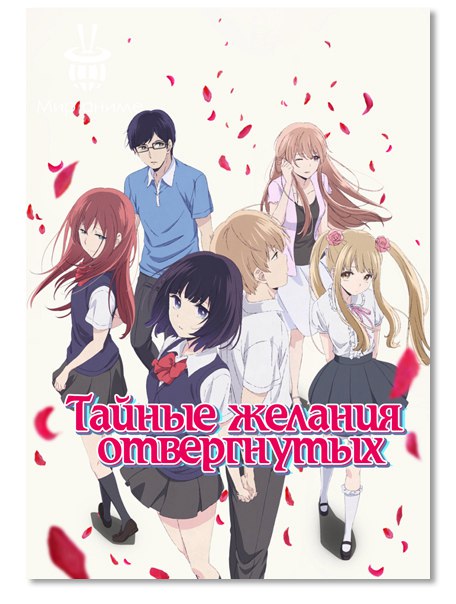 Тайные желания
отвергнутых